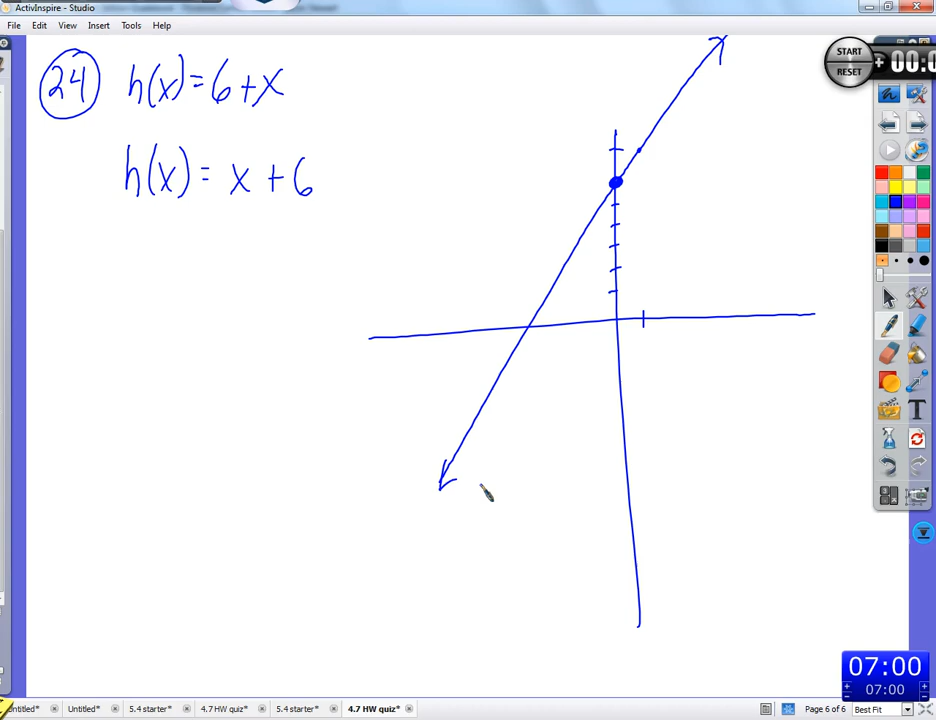 ActivInspire - Studio
File Edit View Insert Tools Help
START
RESET
24 h(x) = 6 + x
h(x) = x + 6
T
07:00
07:00
ntitled* Untitled* 5.4 starter* 4.7 HW quiz* 5.4 starter* 4.7 HW quiz* Page 6 of 6 Best Fit